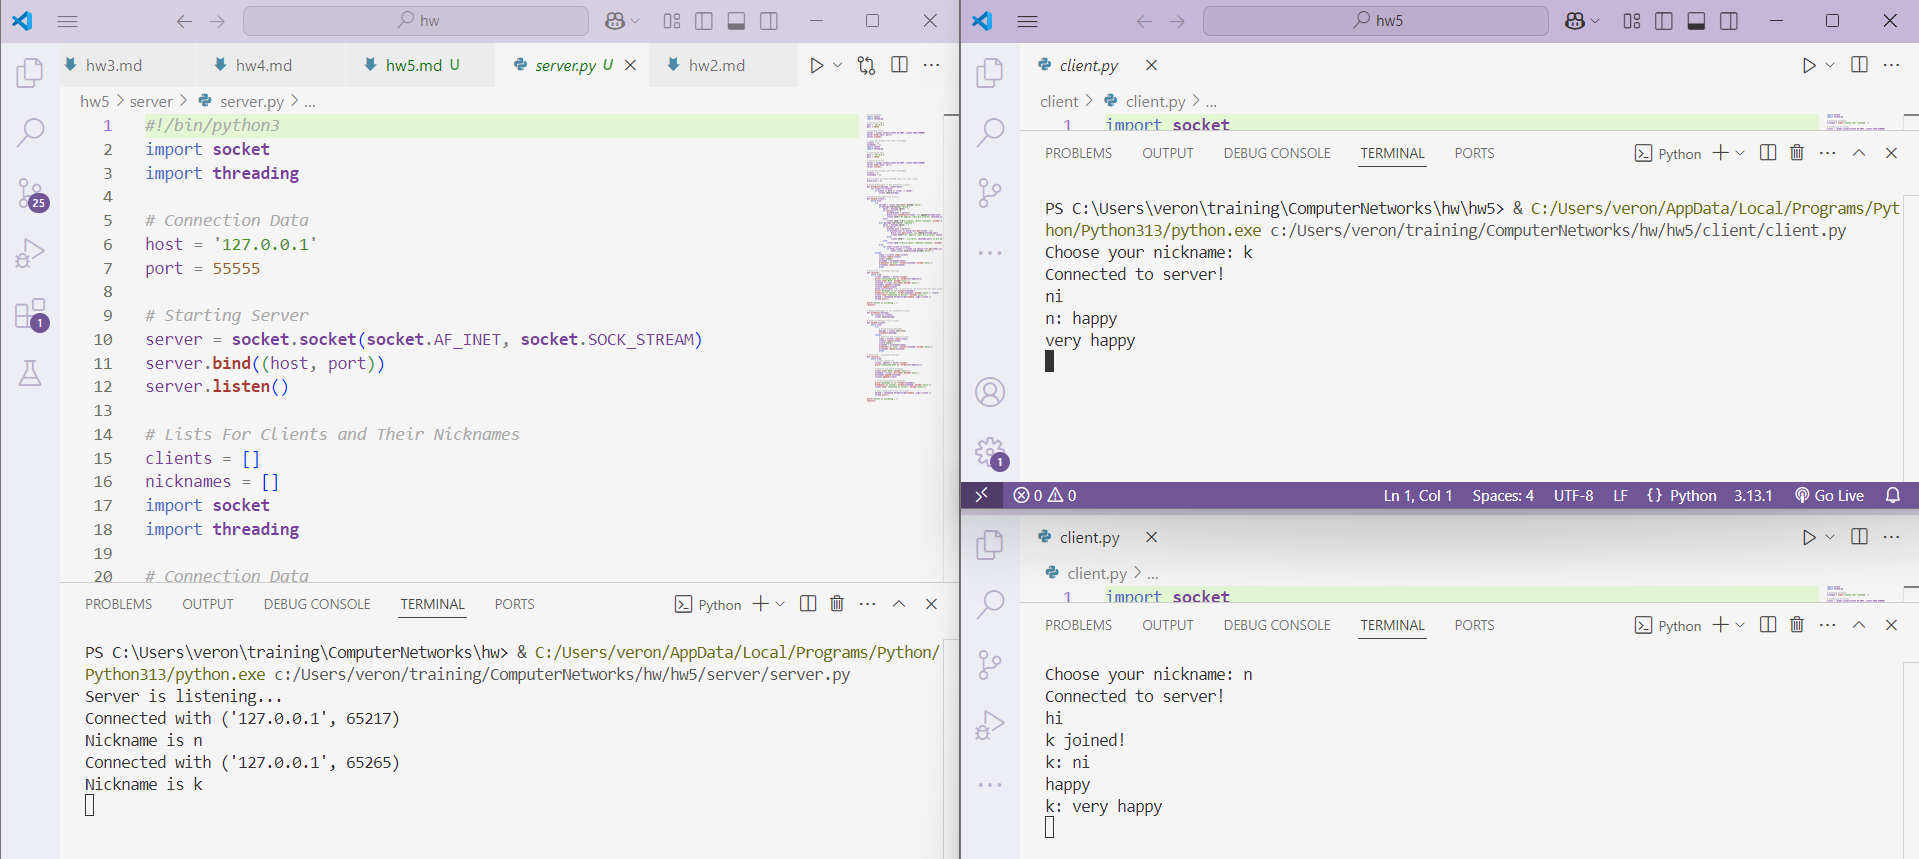 hw
hw3.md
hw4.md
hw5.md U
server.py U
hw2.md
hw5 > server > server.py > ...
1 #!/bin/python3
2 import socket
3 import threading
4
5 # Connection Data
6 host = '127.0.0.1'
7 port = 55555
8
9 # Starting Server
10 server = socket.socket(socket.AF_INET, socket.SOCK_STREAM)
11 server.bind((host, port))
12 server.listen()
13
14 # Lists For Clients and Their Nicknames
15 clients = []
16 nicknames = []
17 import socket
18 import threading
19
20 # Connection Data
25
1
PROBLEMS OUTPUT DEBUG CONSOLE TERMINAL PORTS
Python
PS C:\Users\veron\training\ComputerNetworks\hw> & C:/Users/veron/AppData/Local/Programs/Python/
Python313/python.exe c:/Users/veron/training/ComputerNetworks/hw/hw5/server/server.py
Server is listening...
Connected with ('127.0.0.1', 65217)
Nickname is n
Connected with ('127.0.0.1', 65265)
Nickname is k
hw5
client.py
client > client.py > ...
1 import socket
PROBLEMS OUTPUT DEBUG CONSOLE TERMINAL PORTS
Python
PS C:\Users\veron\training\ComputerNetworks\hw\hw5> & C:/Users/veron/AppData/Local/Programs/Pyt
hon/Python313/python.exe c:/Users/veron/training/ComputerNetworks/hw/hw5/client/client.py
Choose your nickname: k
Connected to server!
ni
n: happy
very happy
1
0 0
Ln 1, Col 1 Spaces: 4 UTF-8 LF {} Python 3.13.1 Go Live
client.py
client.py > ...
1 import socket
PROBLEMS OUTPUT DEBUG CONSOLE TERMINAL PORTS
Python
Choose your nickname: n
Connected to server!
hi
k joined!
k: ni
happy
k: very happy